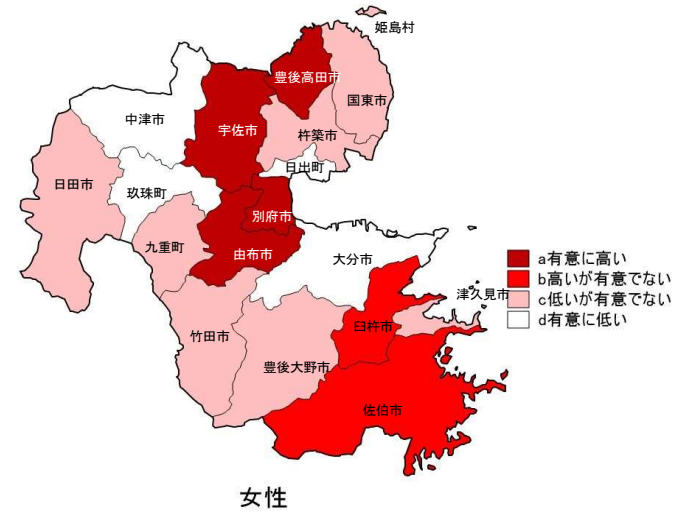 姫島村
豊後高田市
国東市
中津市
宇佐市
杵築市
日出町
日田市
玖珠町
別府市
九重町
由布市
大分市
a有意に高い
b高いが有意でない
c低いが有意でない
d有意に低い
津久見市
臼杵市
竹田市
豊後大野市
佐伯市
女性